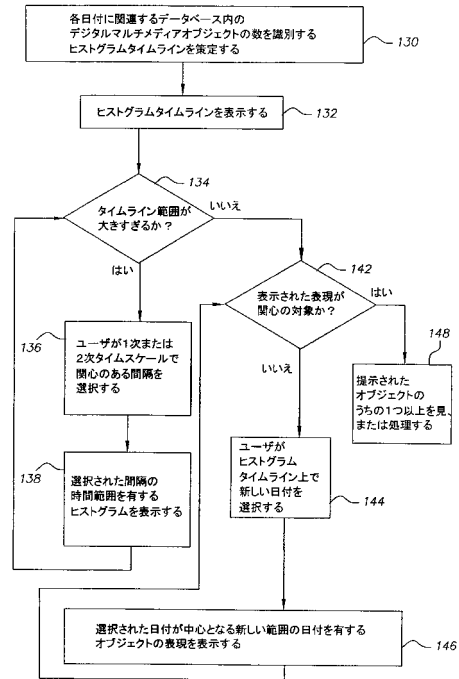 各日付に関連するデータベース内の
デジタルマルチメディアオブジェクトの数を識別する
ヒストグラムタイムラインを策定する
130
ヒストグラムタイムラインを表示する
132
134
タイムライン範囲が
大きすぎるか?
いいえ
はい
142
表示された表現が
関心の対象か?
はい
いいえ
136
ユーザが1次または
2次タイムスケールで
関心のある間隔を
選択する
148
提示された
オブジェクトの
うちの1つ以上を見、
または処理する
138
選択された間隔の
時間範囲を有する
ヒストグラムを表示する
ユーザが
ヒストグラム
タイムライン上で
新しい日付を
選択する
144
選択された日付が中心となる新しい範囲の日付を有する
オブジェクトの表現を表示する
146